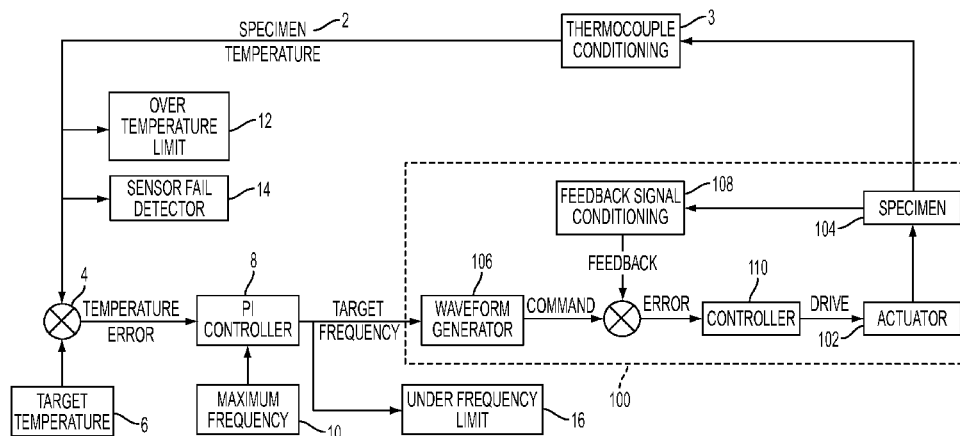 SPECIMEN
TEMPERATURE
2
THERMOCOUPLE
CONDITIONING
3
OVER
TEMPERATURE
LIMIT
12
SENSOR FAIL
DETECTOR
14
FEEDBACK SIGNAL
CONDITIONING
108
SPECIMEN
104
FEEDBACK
4
TEMPERATURE
ERROR
8
PI
CONTROLLER
TARGET
FREQUENCY
106
WAVEFORM
GENERATOR
COMMAND
ERROR
110
CONTROLLER
DRIVE
ACTUATOR
102
100
TARGET
TEMPERATURE
6
MAXIMUM
FREQUENCY
10
UNDER FREQUENCY
LIMIT
16